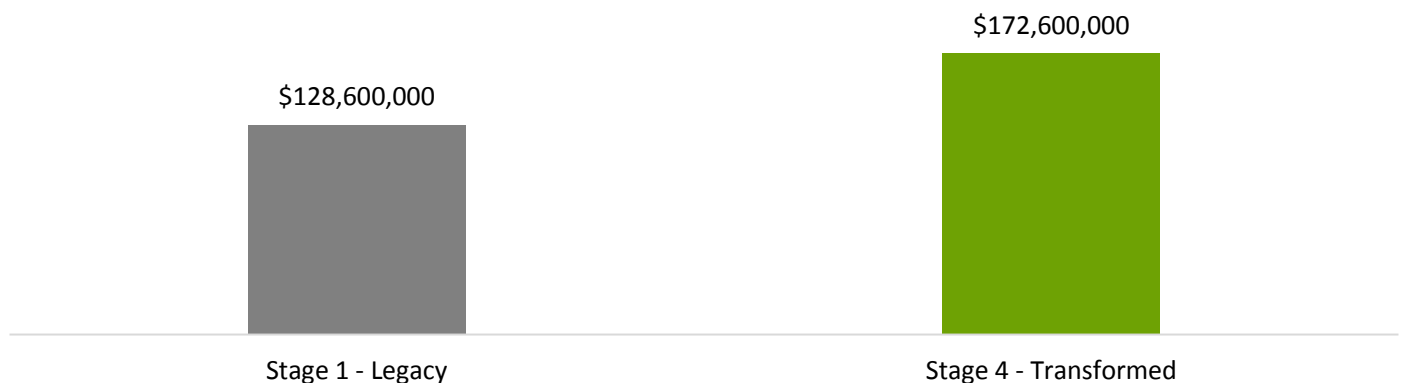 $172,600,000
$128,600,000
Stage 1 - Legacy
Stage 4 - Transformed